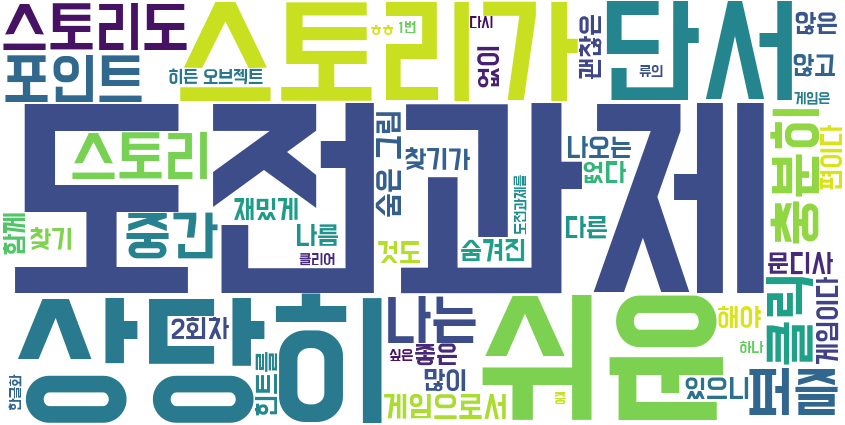 스토리도
스토리가
ㅎㅎ
1번
다시
없이
괜찮은
단서
않은
않고
류의
게임은
포인트
히든 오브젝트
도전과제
스토리
숨은 그림
찾기가
나오는
없다
충분히
편이다
재밌게
도전과제를
함께
찾기
중간
나름
클리어
것도
숨겨진
다른
문디사
상당히
2회차
힌트를
한글화
나는
싶은
좋은
많이
게임으로서
쉬운
중
해야
하나
있으니
클릭
게임이다
퍼즐